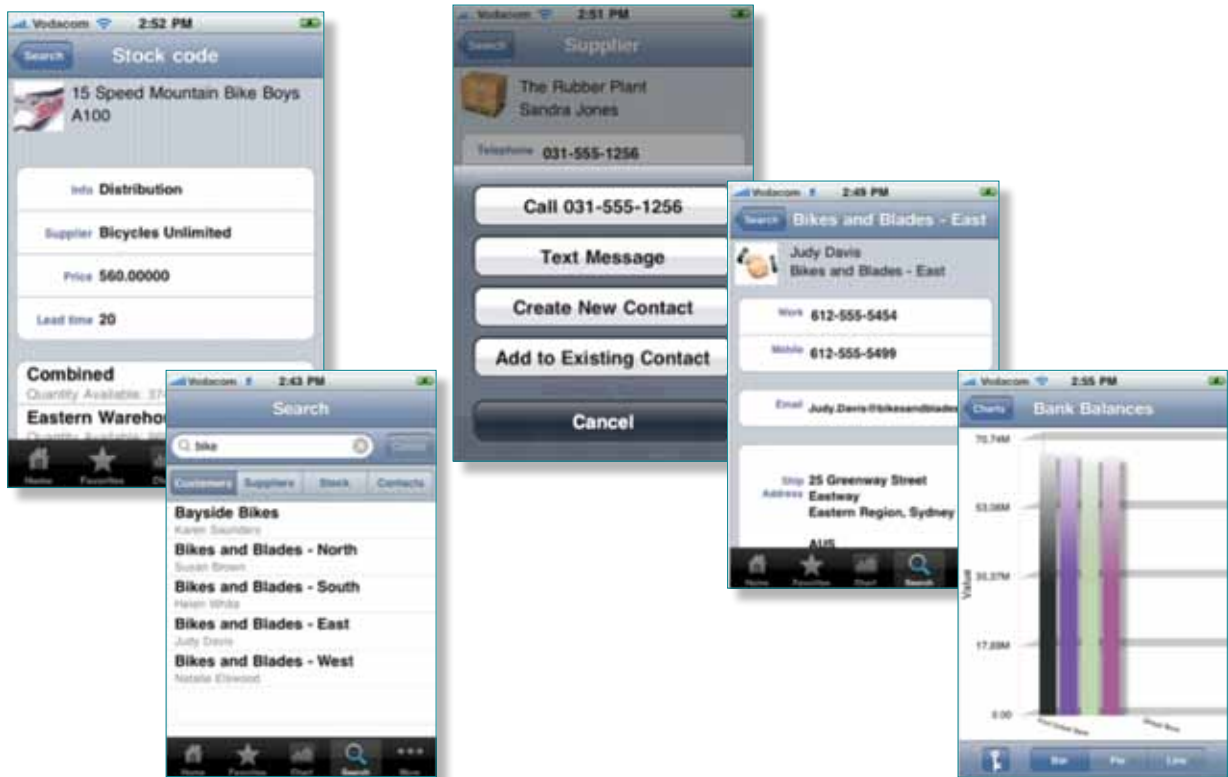 Vodacom 2:52 PM
Search Stock code
15 Speed Mountain Bike Boys
A100
Info Distribution
Supplier Bicycles Unlimited
Price 560.00000
Lead time 20
Combined
Quantity Available:
Eastern
Quantity Available:
Home Favorites
Vodacom 2:43 PM
Search
bike
Customers Suppliers Stock Contacts
Bayside Bikes
Karen Saunders
Bikes and Blades - North
Susan Brown
Bikes and Blades - South
Helen White
Bikes and Blades - East
Judy Davis
Bikes and Blades - West
Natalie Elswood
Home Favorites Chart Search More
Vodacom 2:51 PM
Search Supplier
The Rubber Plant
Sandra Jones
Telephone 031-555-1256
Call 031-555-1256
Text Message
Create New Contact
Add to Existing Contact
Cancel
Vodacom 2:49 PM
Search Bikes and Blades - East
Judy Davis
Bikes and Blades - East
Work 612-555-5454
Mobile 612-555-5499
Email Judy.Davis@bikesandblades
Ship Address 25 Greenway Street
Eastway
Eastern Region, Sydney
AUS
Home Favorites Chart Search
Vodacom 2:55 PM
Charts Bank Balances
70.74M
53.06M
17.69M
0.00
Value
Bar Pie Line